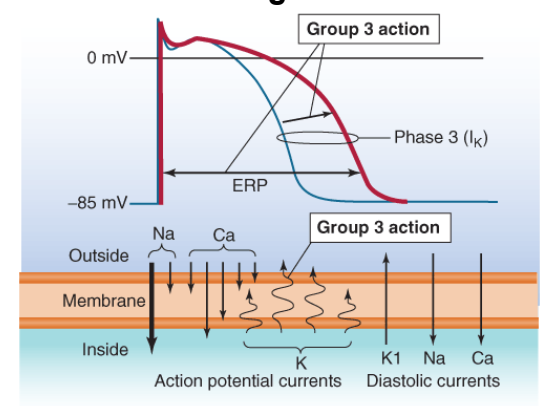 Group 3 action
0 mV
Phase 3 (I_K)
ERP
−85 mV
Na
Ca
Group 3 action
Outside
Membrane
Inside
K
K1 Na Ca
Action potential currents
Diastolic currents